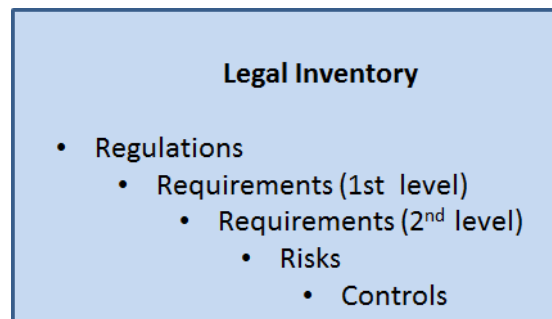 Legal Inventory
• Regulations
• Requirements (1st level)
• Requirements (2nd level)
• Risks
• Controls